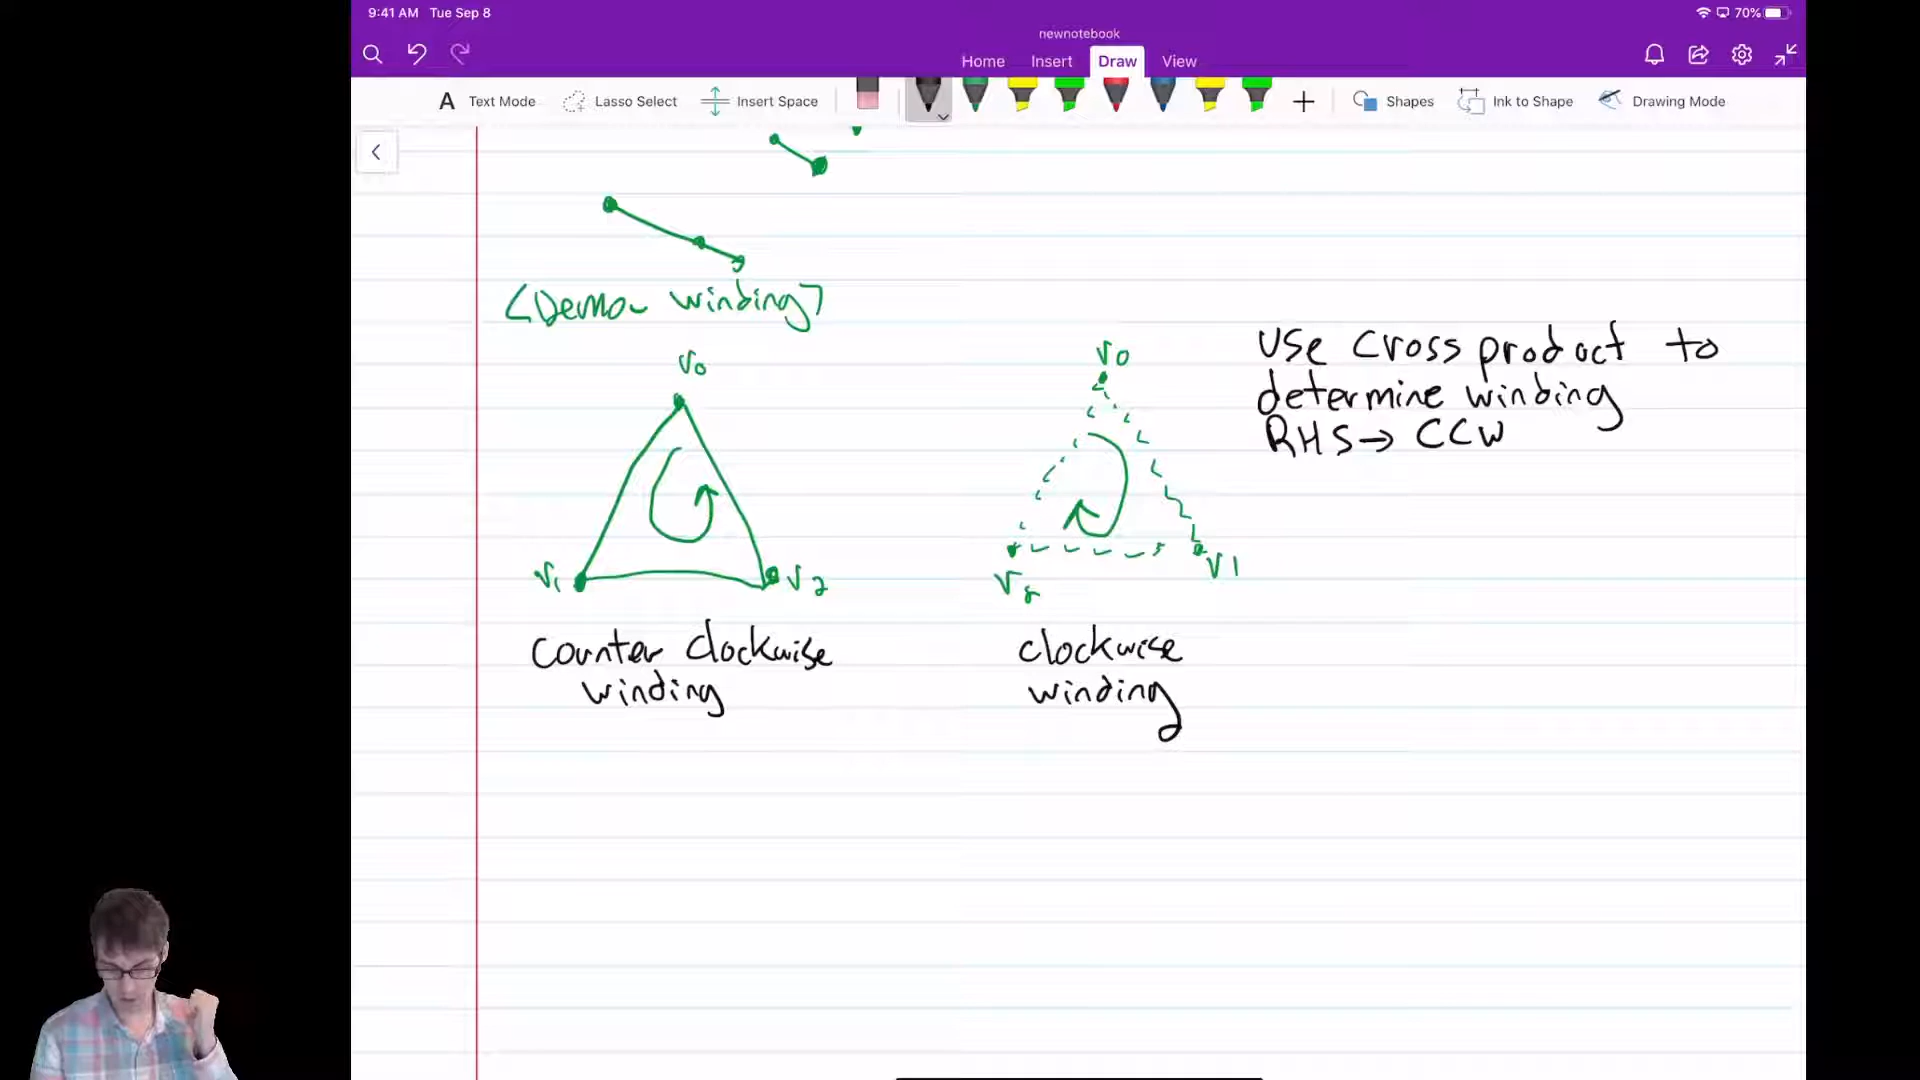 9:41 AM Tue Sep 8
70%
newnotebook
Home Insert Draw View
A Text Mode Lasso Select Insert Space Shapes Ink to Shape Drawing Mode
(Demo - winding)
V0
V0
Use cross product to
determine winding
RHS → CCW
V1
V2
V2
V1
counter clockwise
winding
clockwise
winding